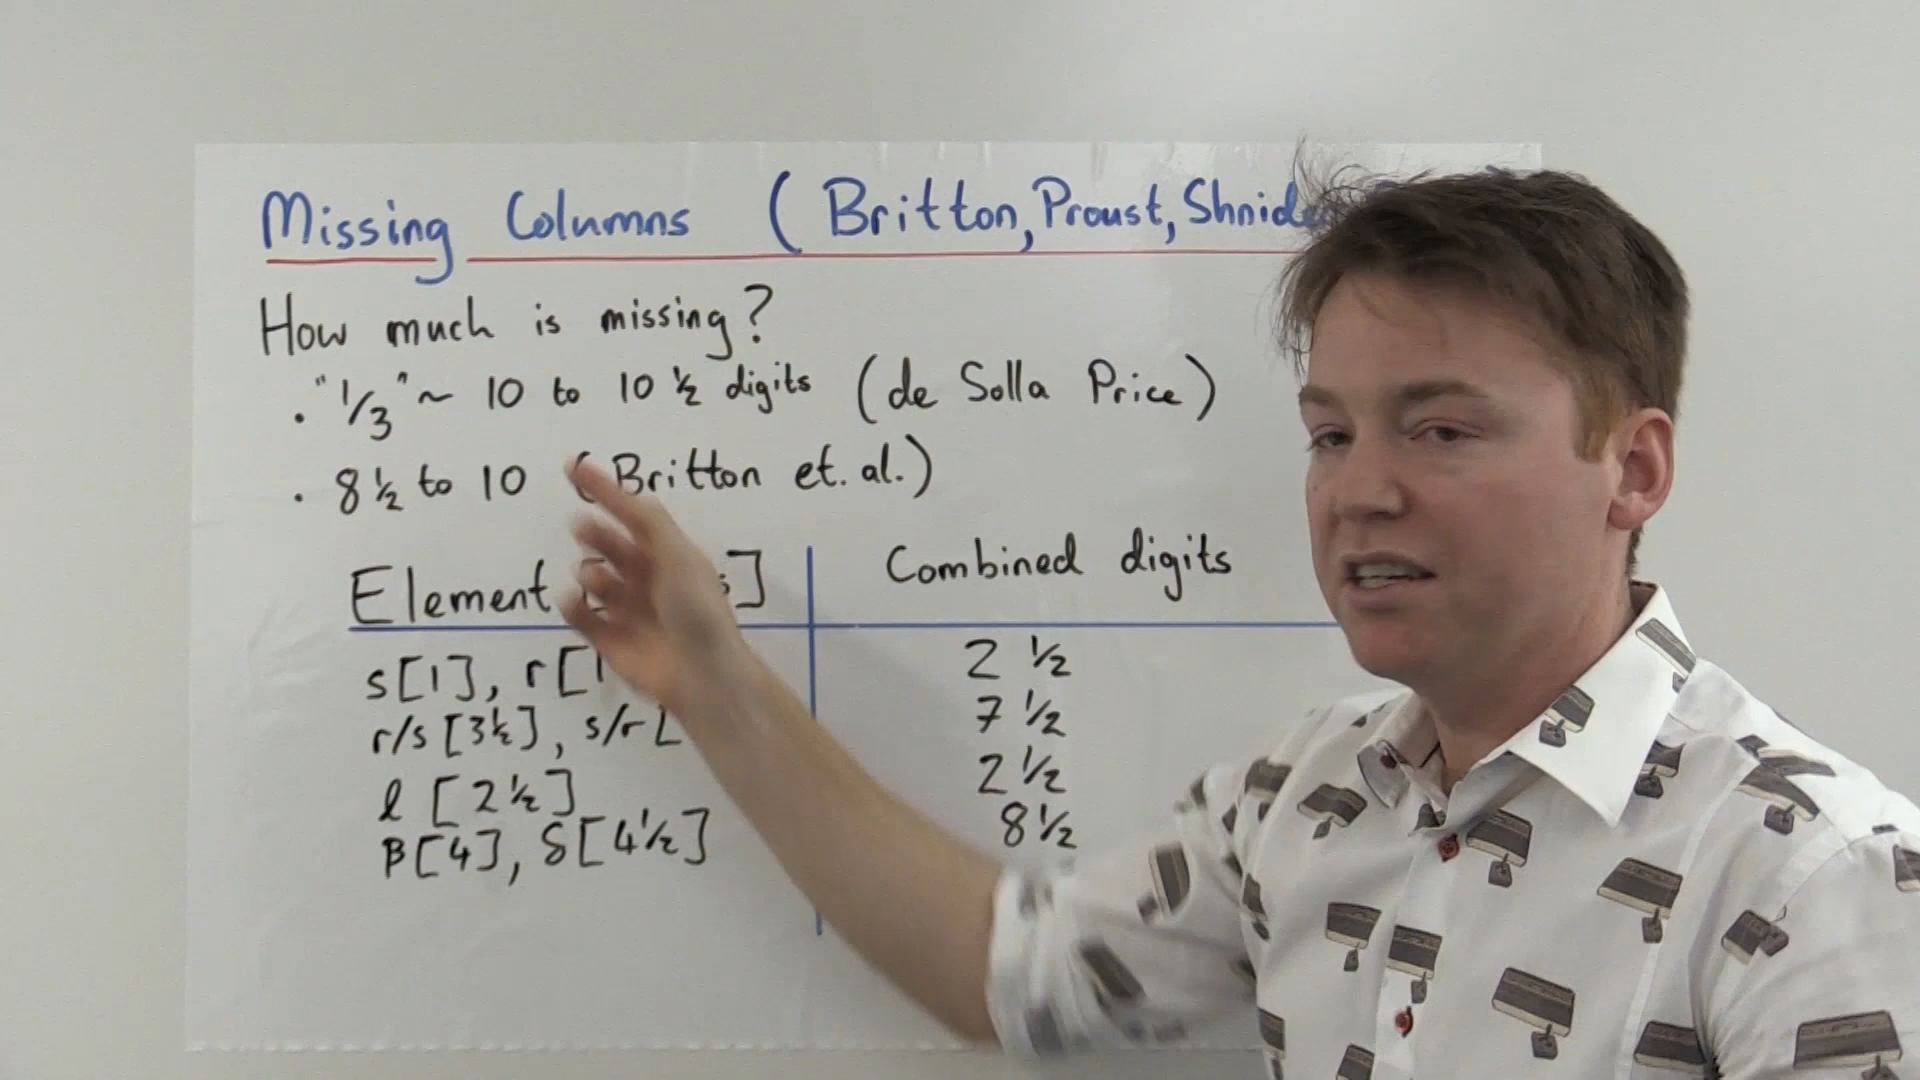 Missing Columns (Britton, Proust,
How much is missing?
• "1/3" ~ 10 to 10 ½ digits (de Solla Price)
• 8 ½ to 10 (Britton et. al.)
Element Combined digits
s[1], r[1 2 ½
r/s [3½], s/r [ 7 ½
l [2½] 2 ½
β[4], δ[4½] 8 ½